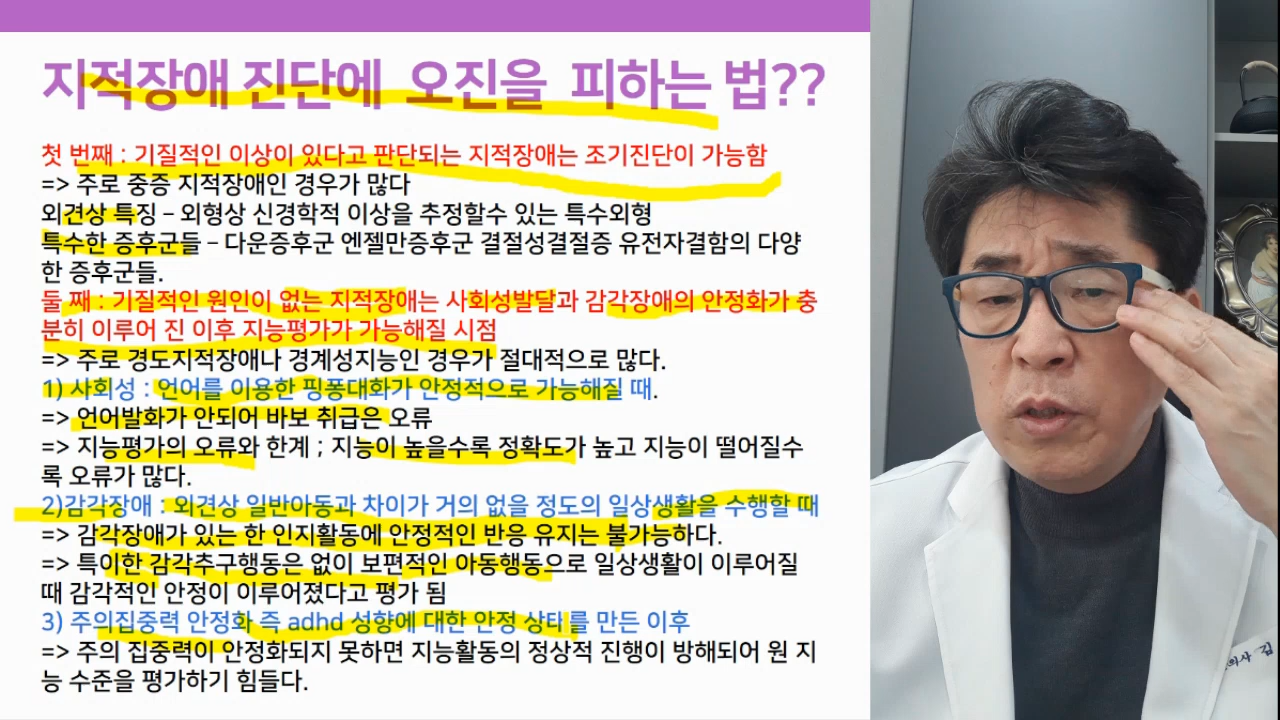 지적장애 진단에 오진을 피하는 법??
첫 번째 : 기질적인 이상이 있다고 판단되는 지적장애는 조기진단이 가능함
=> 주로 중증 지적장애인 경우가 많다
외견상 특징 – 외형상 신경학적 이상을 추정할수 있는 특수외형
특수한 증후군들 – 다운증후군 엔젤만증후군 결절성결절증 유전자결함의 다양
한 증후군들.
둘 째 : 기질적인 원인이 없는 지적장애는 사회성발달과 감각장애의 안정화가 충
분히 이루어 진 이후 지능평가가 가능해질 시점
=> 주로 경도지적장애나 경계성지능인 경우가 절대적으로 많다.
1) 사회성 : 언어를 이용한 핑퐁대화가 안정적으로 가능해질 때.
=> 언어발화가 안되어 바보 취급은 오류
=> 지능평가의 오류와 한계 ; 지능이 높을수록 정확도가 높고 지능이 떨어질수
록 오류가 많다.
2)감각장애 : 외견상 일반아동과 차이가 거의 없을 정도의 일상생활을 수행할 때
=> 감각장애가 있는 한 인지활동에 안정적인 반응 유지는 불가능하다.
=> 특이한 감각추구행동은 없이 보편적인 아동행동으로 일상생활이 이루어질
때 감각적인 안정이 이루어졌다고 평가 됨
3) 주의집중력 안정화 즉 adhd 성향에 대한 안정 상태를 만든 이후
=> 주의 집중력이 안정화되지 못하면 지능활동의 정상적 진행이 방해되어 원 지
능 수준을 평가하기 힘들다.
김